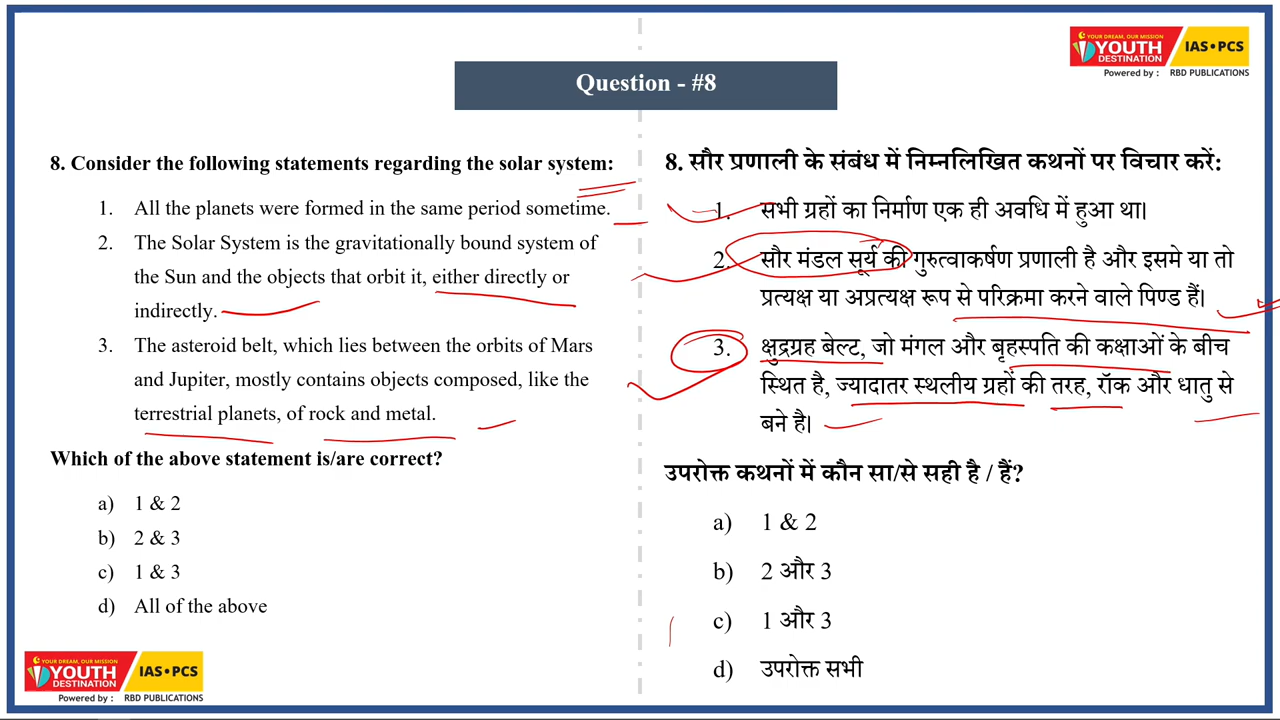 YOUR DREAM, OUR MISSION
YOUTH
DESTINATION
IAS•PCS
Powered by : RBD PUBLICATIONS
Question - #8
8. Consider the following statements regarding the solar system:
1. All the planets were formed in the same period sometime.
2. The Solar System is the gravitationally bound system of
the Sun and the objects that orbit it, either directly or
indirectly.
3. The asteroid belt, which lies between the orbits of Mars
and Jupiter, mostly contains objects composed, like the
terrestrial planets, of rock and metal.
Which of the above statement is/are correct?
a) 1 & 2
b) 2 & 3
c) 1 & 3
d) All of the above
8. सौर प्रणाली के संबंध में निम्नलिखित कथनों पर विचार करें:
1. सभी ग्रहों का निर्माण एक ही अवधि में हुआ था।
2. सौर मंडल सूर्य की गुरुत्वाकर्षण प्रणाली है और इसमे या तो
प्रत्यक्ष या अप्रत्यक्ष रूप से परिक्रमा करने वाले पिण्ड हैं।
3. क्षुद्रग्रह बेल्ट, जो मंगल और बृहस्पति की कक्षाओं के बीच
स्थित है, ज्यादातर स्थलीय ग्रहों की तरह, रॉक और धातु से
बने है।
उपरोक्त कथनों में कौन सा/से सही है / हैं?
a) 1 & 2
b) 2 और 3
c) 1 और 3
d) उपरोक्त सभी
YOUR DREAM, OUR MISSION
YOUTH
DESTINATION
IAS•PCS
Powered by : RBD PUBLICATIONS